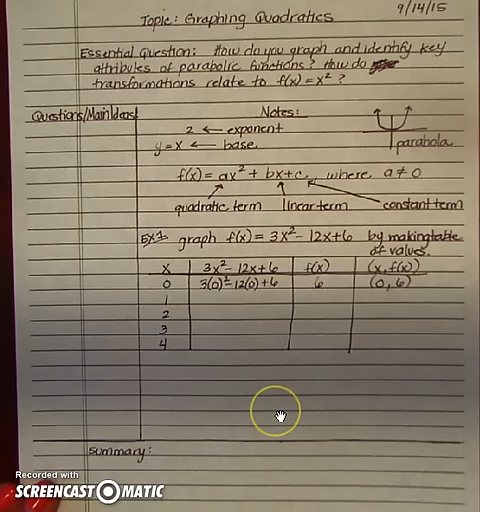 9/14/15
Topic: Graphing Quadratics
Essential Question: How do you graph and identify key
attributes of parabolic functions? How do
transformations relate to f(x) = x² ?
Questions/Main Ideas:
Notes:
2 ← exponent
y = x ← base
parabola
f(x) = ax² + bx + c, where a ≠ 0
quadratic term linear term constant term
EX1 graph f(x) = 3x² - 12x + 6 by making table
of values.
x 3x² - 12x + 6 f(x) (x, f(x))
0 3(0)² - 12(0) + 6 6 (0, 6)
1
2
3
4
Summary:
Recorded with
SCREENCAST MATIC